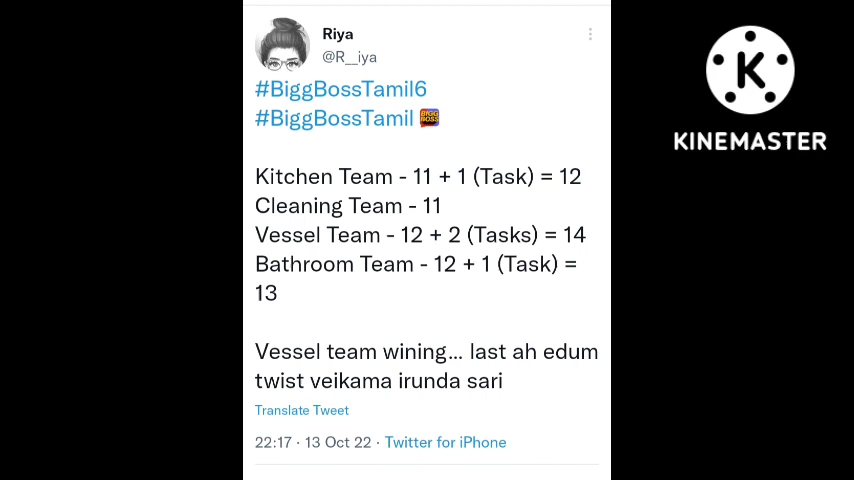 Riya
@R__iya
#BiggBossTamil6
#BiggBossTamil
Kitchen Team - 11 + 1 (Task) = 12
Cleaning Team - 11
Vessel Team - 12 + 2 (Tasks) = 14
Bathroom Team - 12 + 1 (Task) =
13
Vessel team wining... last ah edum
twist veikama irunda sari
Translate Tweet
22:17 · 13 Oct 22 · Twitter for iPhone
K
KINEMASTER
BIGG
BOSS